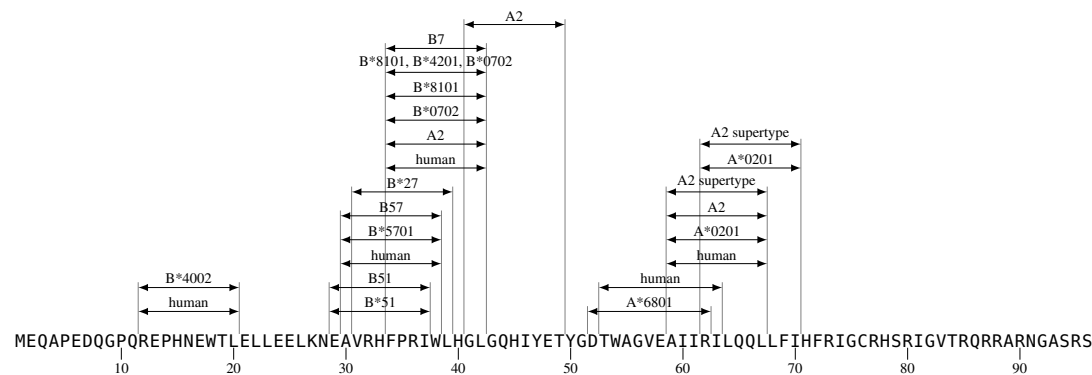 A2
B7
B*8101, B*4201, B*0702
B*8101
B*0702
A2
human
A2 supertype
A*0201
B*27
A2 supertype
B57
A2
B*5701
A*0201
human
human
B*4002
B51
human
human
B*51
A*6801
MEQAPEDQGPQREPHNEWTLELLEELKNEAVRHFPRIWLHGLGQHIYETYGDTWAGVEAIIRILQQLLFIHFRIGCRHSRIGVTRQRRARNGASRS
10 20 30 40 50 60 70 80 90